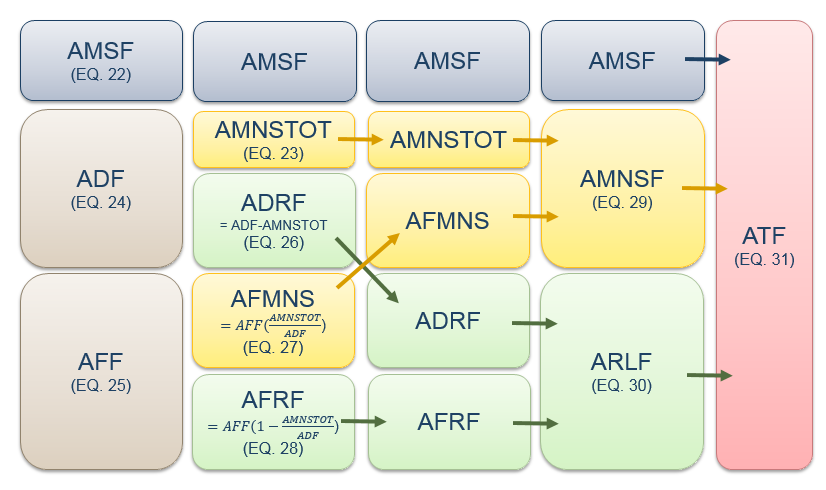 AMSF
(EQ. 22)
AMSF
AMSF
AMSF
ADF
(EQ. 24)
AMNSTOT
(EQ. 23)
AMNSTOT
AMNSF
(EQ. 29)
ADRF
= ADF-AMNSTOT
(EQ. 26)
AFMNS
ATF
(EQ. 31)
AFF
(EQ. 25)
AFMNS
= AFF(AMNSTOT/ADF)
(EQ. 27)
ADRF
ARLF
(EQ. 30)
AFRF
= AFF(1 − AMNSTOT/ADF)
(EQ. 28)
AFRF